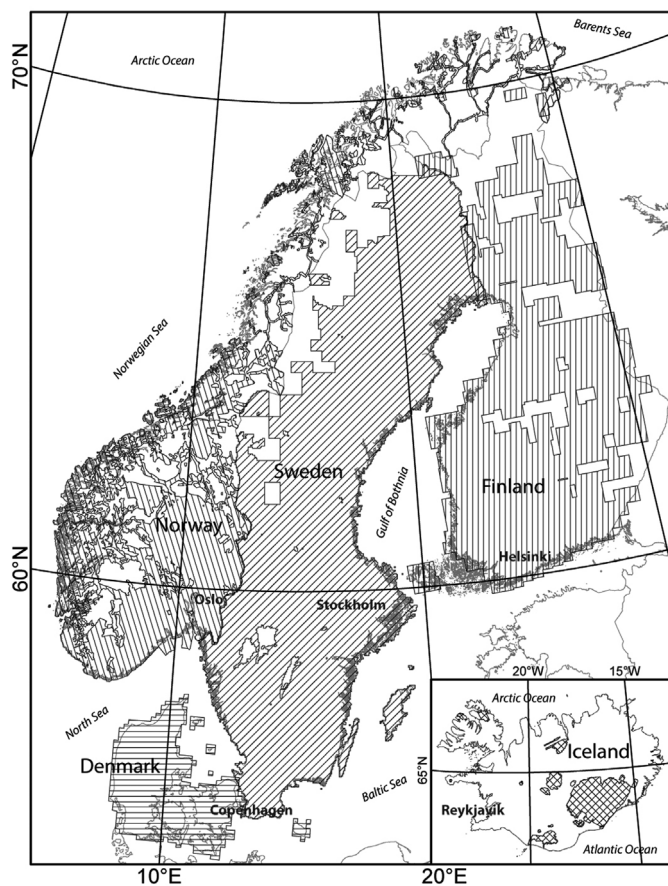 Barents Sea
Arctic Ocean
70°N
Norwegian Sea
Sweden
Gulf of Bothnia
Finland
Norway
60°N
Helsinki
Oslo
Stockholm
20°W
15°W
North Sea
Arctic Ocean
Iceland
Denmark
65°N
Baltic Sea
Copenhagen
Reykjavík
Atlantic Ocean
10°E
20°E